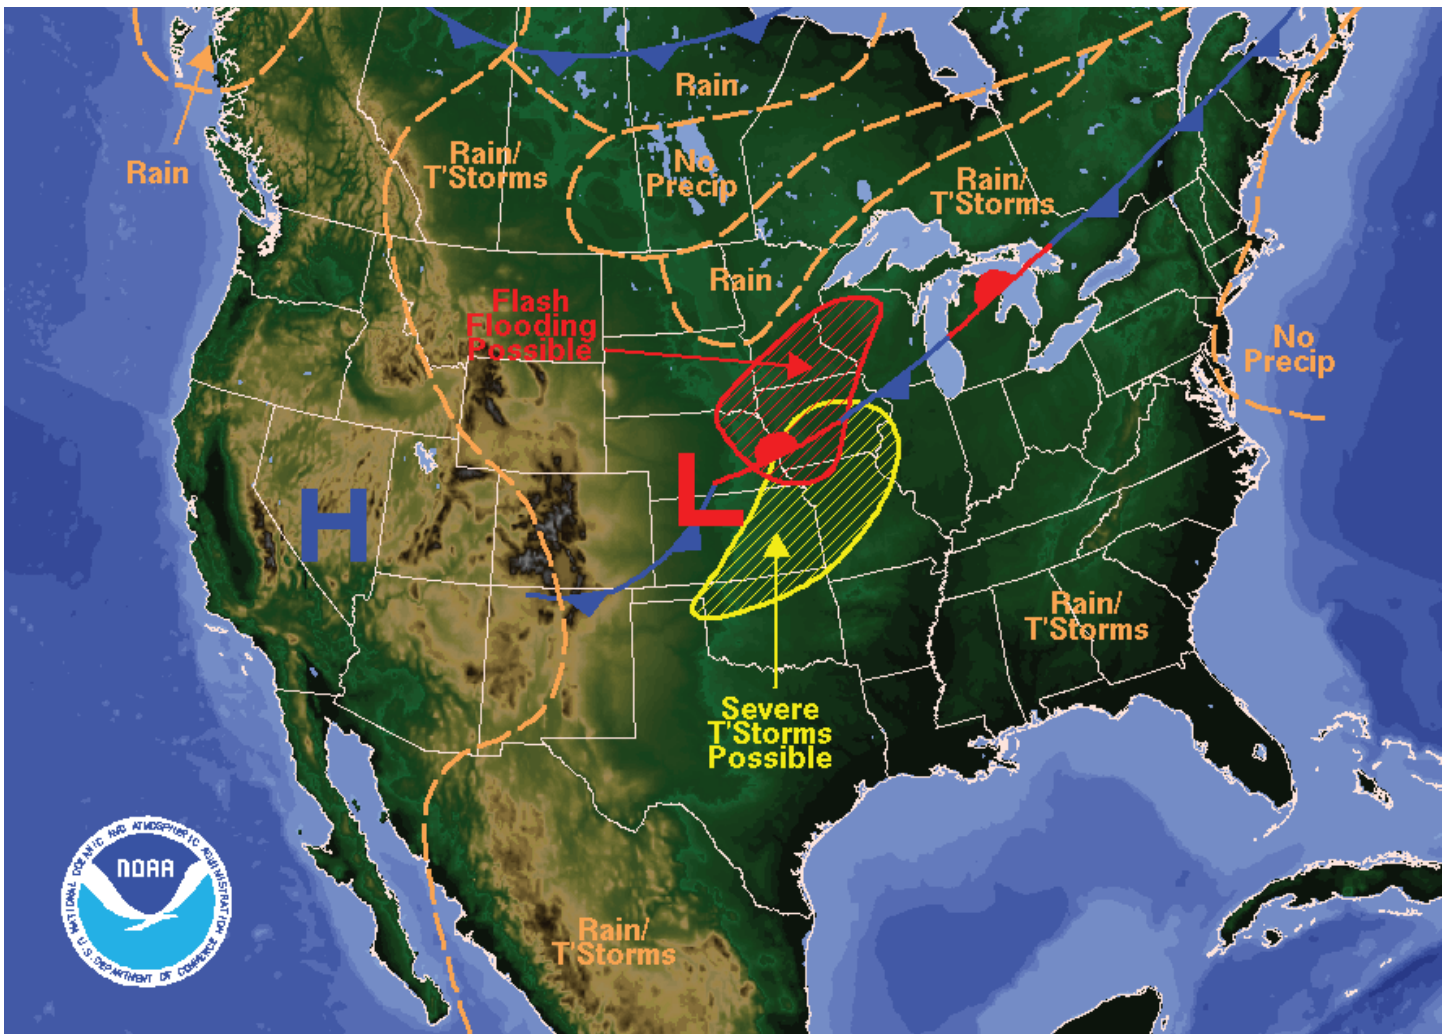 Rain
Rain
Rain/
T'Storms
No
Precip
Rain/
T'Storms
Rain
Flash
Flooding
Possible
No
Precip
H
L
Rain/
T'Storms
Severe
T'Storms
Possible
NATIONAL OCEANIC AND ATMOSPHERIC ADMINISTRATION
NOAA
U.S. DEPARTMENT OF COMMERCE
Rain/
T'Storms